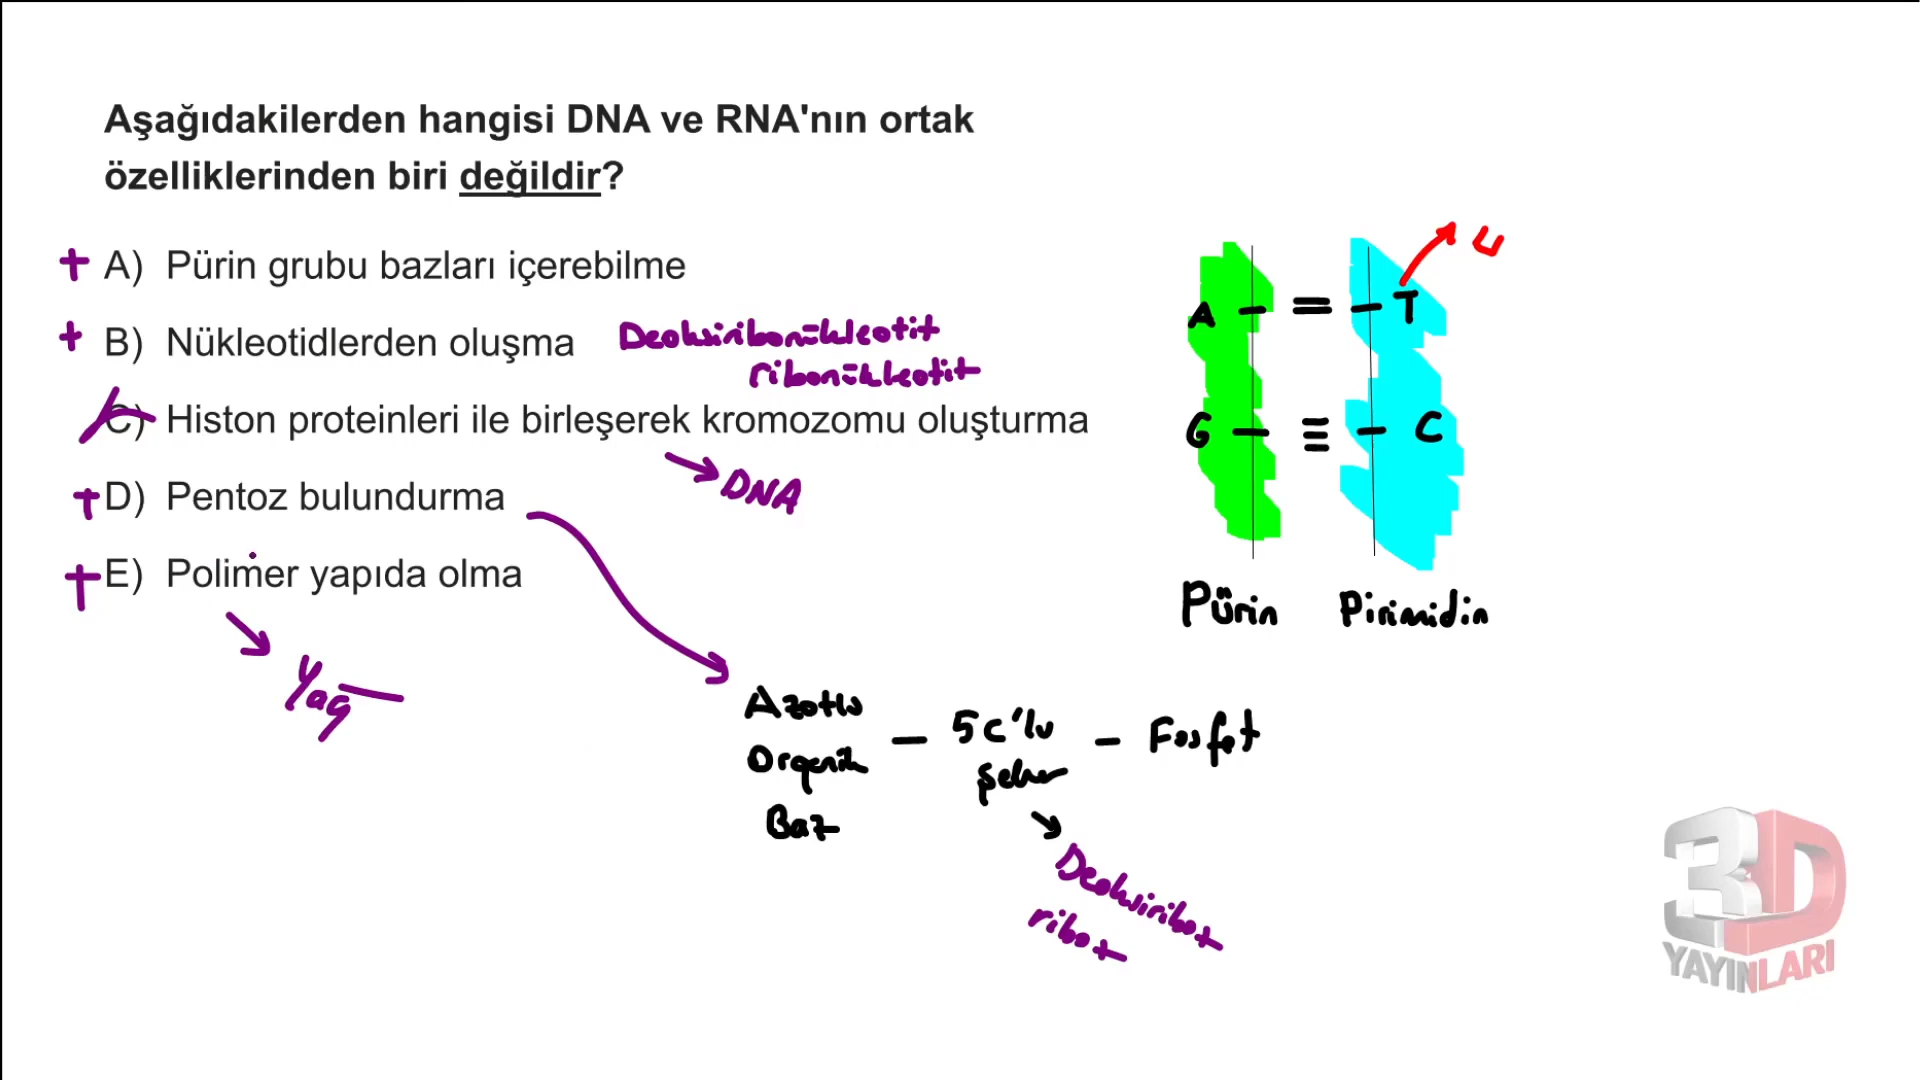 Aşağıdakilerden hangisi DNA ve RNA'nın ortak
özelliklerinden biri değildir?
+ A) Pürin grubu bazları içerebilme
+ B) Nükleotidlerden oluşma
Deoksiribonükleotit
ribonükleotit
C) Histon proteinleri ile birleşerek kromozomu oluşturma
→ DNA
+ D) Pentoz bulundurma
+ E) Polimer yapıda olma
→ Yağ
A - = - T → U
G - ≡ - C
Pürin Pirimidin
Azotlu
Organik
Baz
- 5C'lu
şeker
- Fosfat
Deoksiriboz
riboz
3D
YAYINLARI